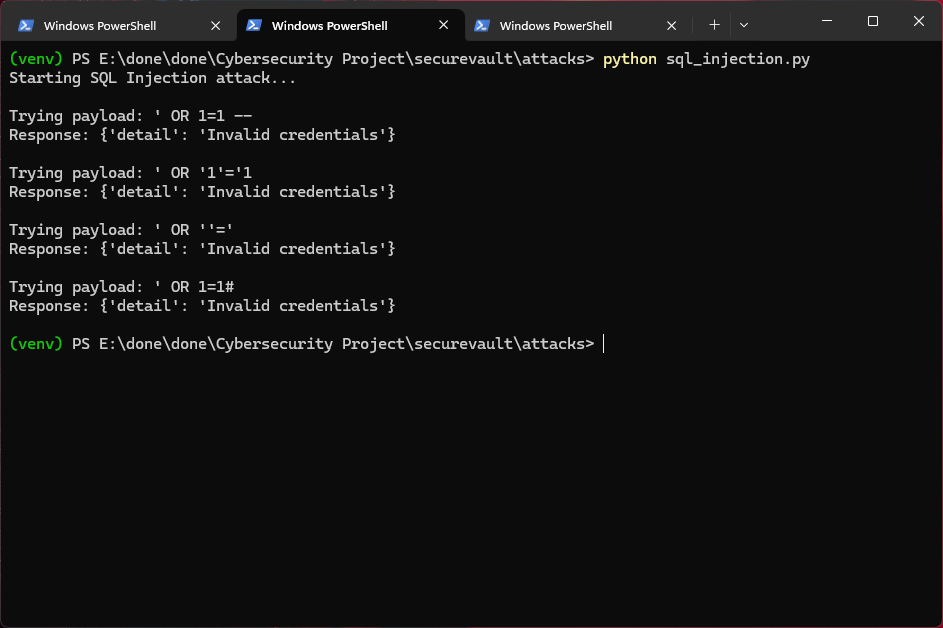 Windows PowerShell
Windows PowerShell
Windows PowerShell
(venv) PS E:\done\done\Cybersecurity Project\securevault\attacks> python sql_injection.py
Starting SQL Injection attack...
Trying payload: ' OR 1=1 --
Response: {'detail': 'Invalid credentials'}
Trying payload: ' OR '1'='1
Response: {'detail': 'Invalid credentials'}
Trying payload: ' OR ''='
Response: {'detail': 'Invalid credentials'}
Trying payload: ' OR 1=1#
Response: {'detail': 'Invalid credentials'}
(venv) PS E:\done\done\Cybersecurity Project\securevault\attacks>